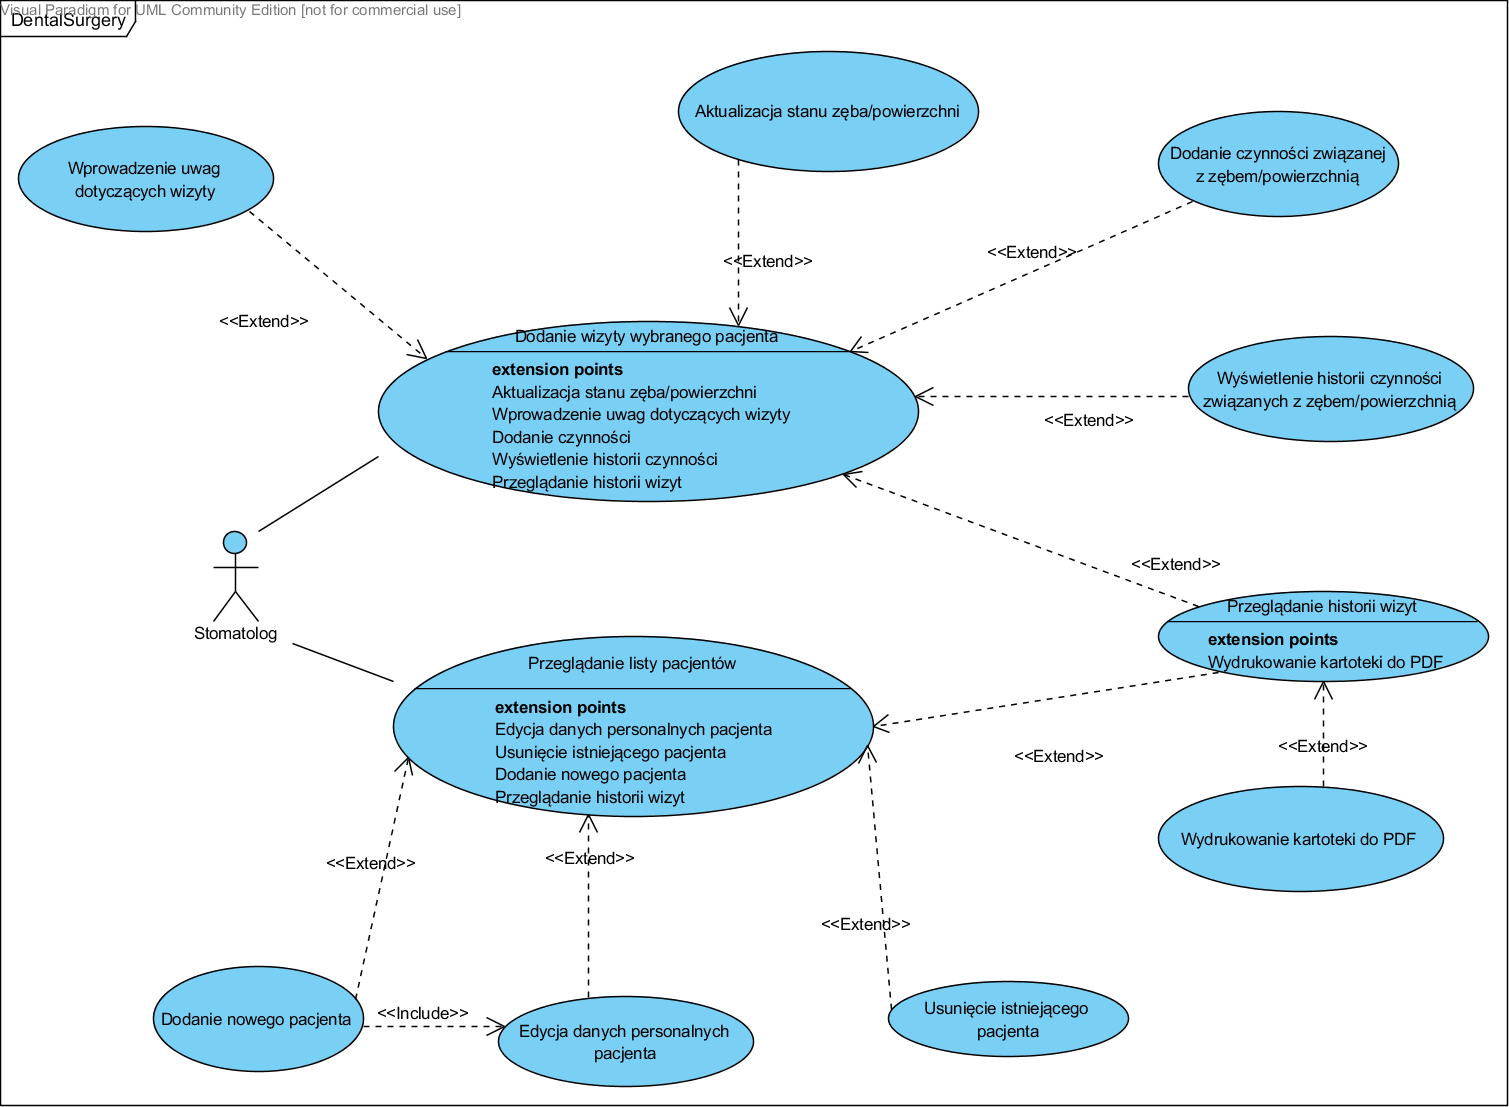 Visual Paradigm for UML Community Edition [not for commercial use]
DentalSurgery
Aktualizacja stanu zęba/powierzchni
Wprowadzenie uwag
dotyczących wizyty
Dodanie czynności związanej
z zębem/powierzchnią
<<Extend>>
<<Extend>>
<<Extend>>
Dodanie wizyty wybranego pacjenta
extension points
Aktualizacja stanu zęba/powierzchni
Wprowadzenie uwag dotyczących wizyty
Dodanie czynności
Wyświetlenie historii czynności
Przeglądanie historii wizyt
Wyświetlenie historii czynności
związanych z zębem/powierzchnią
<<Extend>>
<<Extend>>
Stomatolog
Przeglądanie historii wizyt
extension points
Wydrukowanie kartoteki do PDF
Przeglądanie listy pacjentów
extension points
Edycja danych personalnych pacjenta
Usunięcie istniejącego pacjenta
Dodanie nowego pacjenta
Przeglądanie historii wizyt
<<Extend>>
<<Extend>>
Wydrukowanie kartoteki do PDF
<<Extend>>
<<Extend>>
<<Extend>>
Dodanie nowego pacjenta
<<Include>>
Edycja danych personalnych
pacjenta
Usunięcie istniejącego
pacjenta